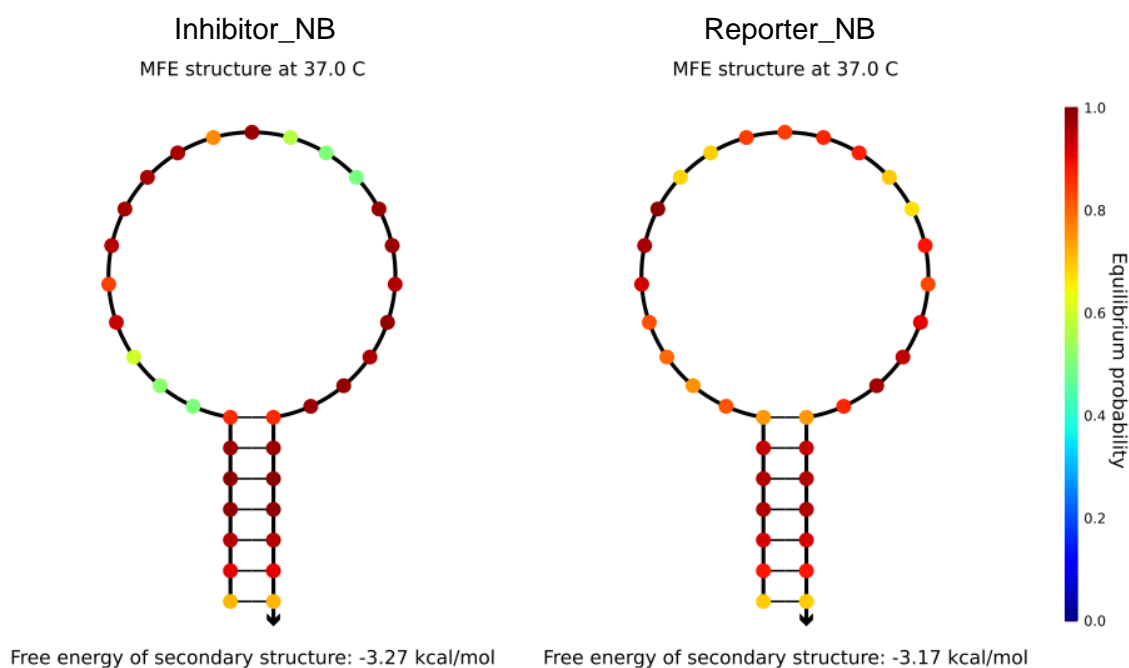 Inhibitor_NB
MFE structure at 37.0 C
Free energy of secondary structure: -3.27 kcal/mol
Reporter_NB
MFE structure at 37.0 C
Free energy of secondary structure: -3.17 kcal/mol
1.0
0.8
0.6
0.4
0.2
0.0
Equilibrium probability